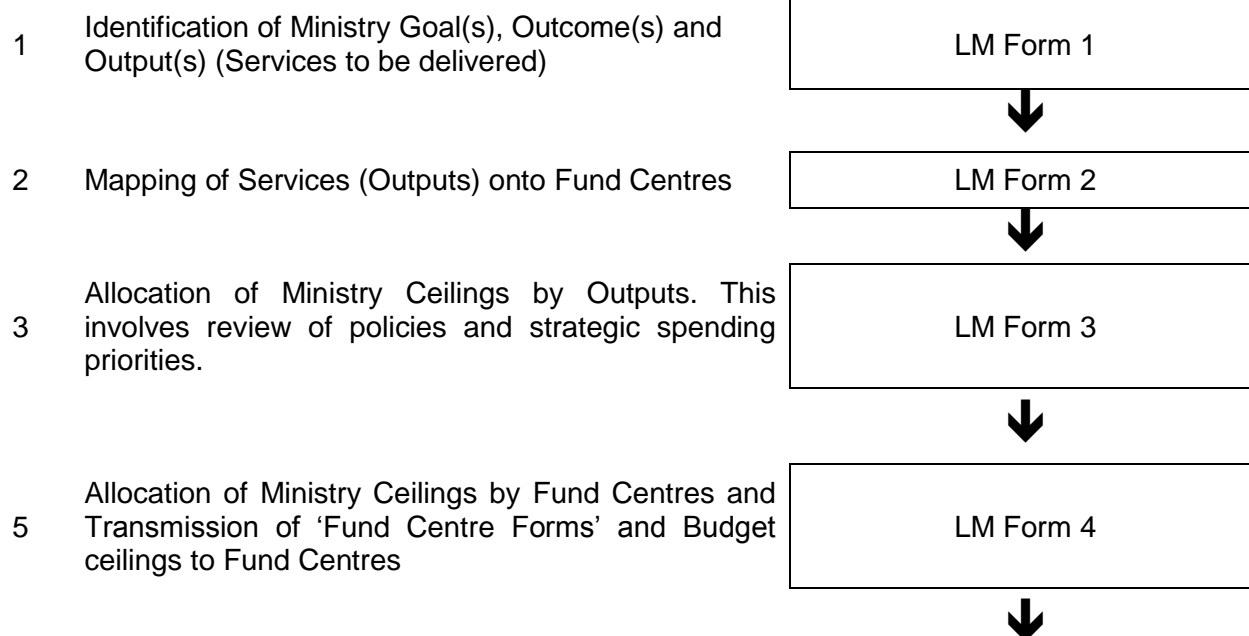 1
Identification of Ministry Goal(s), Outcome(s) and
Output(s) (Services to be delivered)
LM Form 1
2
Mapping of Services (Outputs) onto Fund Centres
LM Form 2
3
Allocation of Ministry Ceilings by Outputs. This
involves review of policies and strategic spending
priorities.
LM Form 3
5
Allocation of Ministry Ceilings by Fund Centres and
Transmission of ‘Fund Centre Forms’ and Budget
ceilings to Fund Centres
LM Form 4